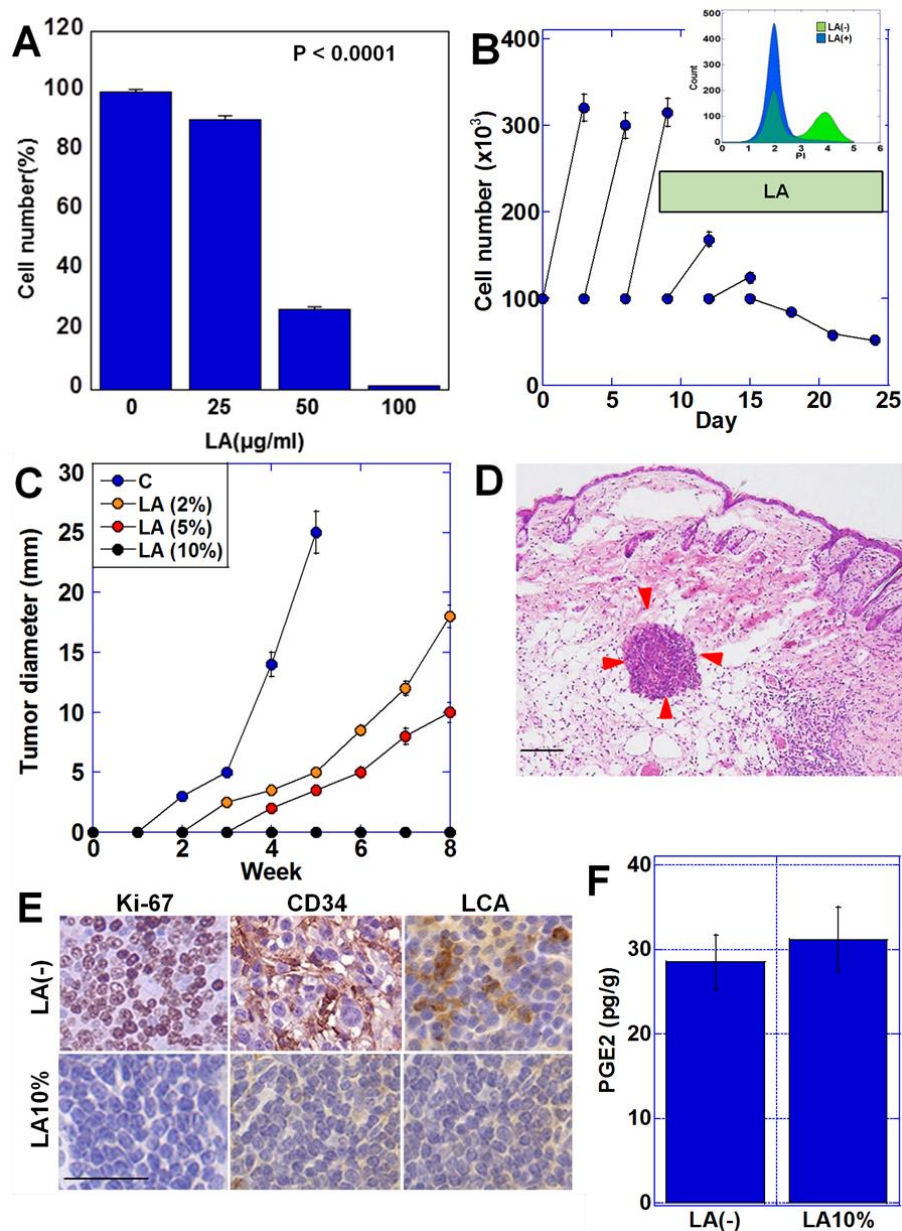 A
120
100
80
60
40
20
0
Cell number(%)
P < 0.0001
0 25 50 100
LA(µg/ml)
B
400
300
200
100
0
Cell number (x10³)
0 5 10 15 20 25
Day
LA
500
400
300
200
100
0
Count
LA(-)
LA(+)
0 1 2 3 4 5 6
PI
C
30
25
20
15
10
5
0
Tumor diameter (mm)
C
LA (2%)
LA (5%)
LA (10%)
0 2 4 6 8
Week
D
E
Ki-67 CD34 LCA
LA(-)
LA10%
F
40
30
20
10
0
PGE2 (pg/g)
LA(-) LA10%